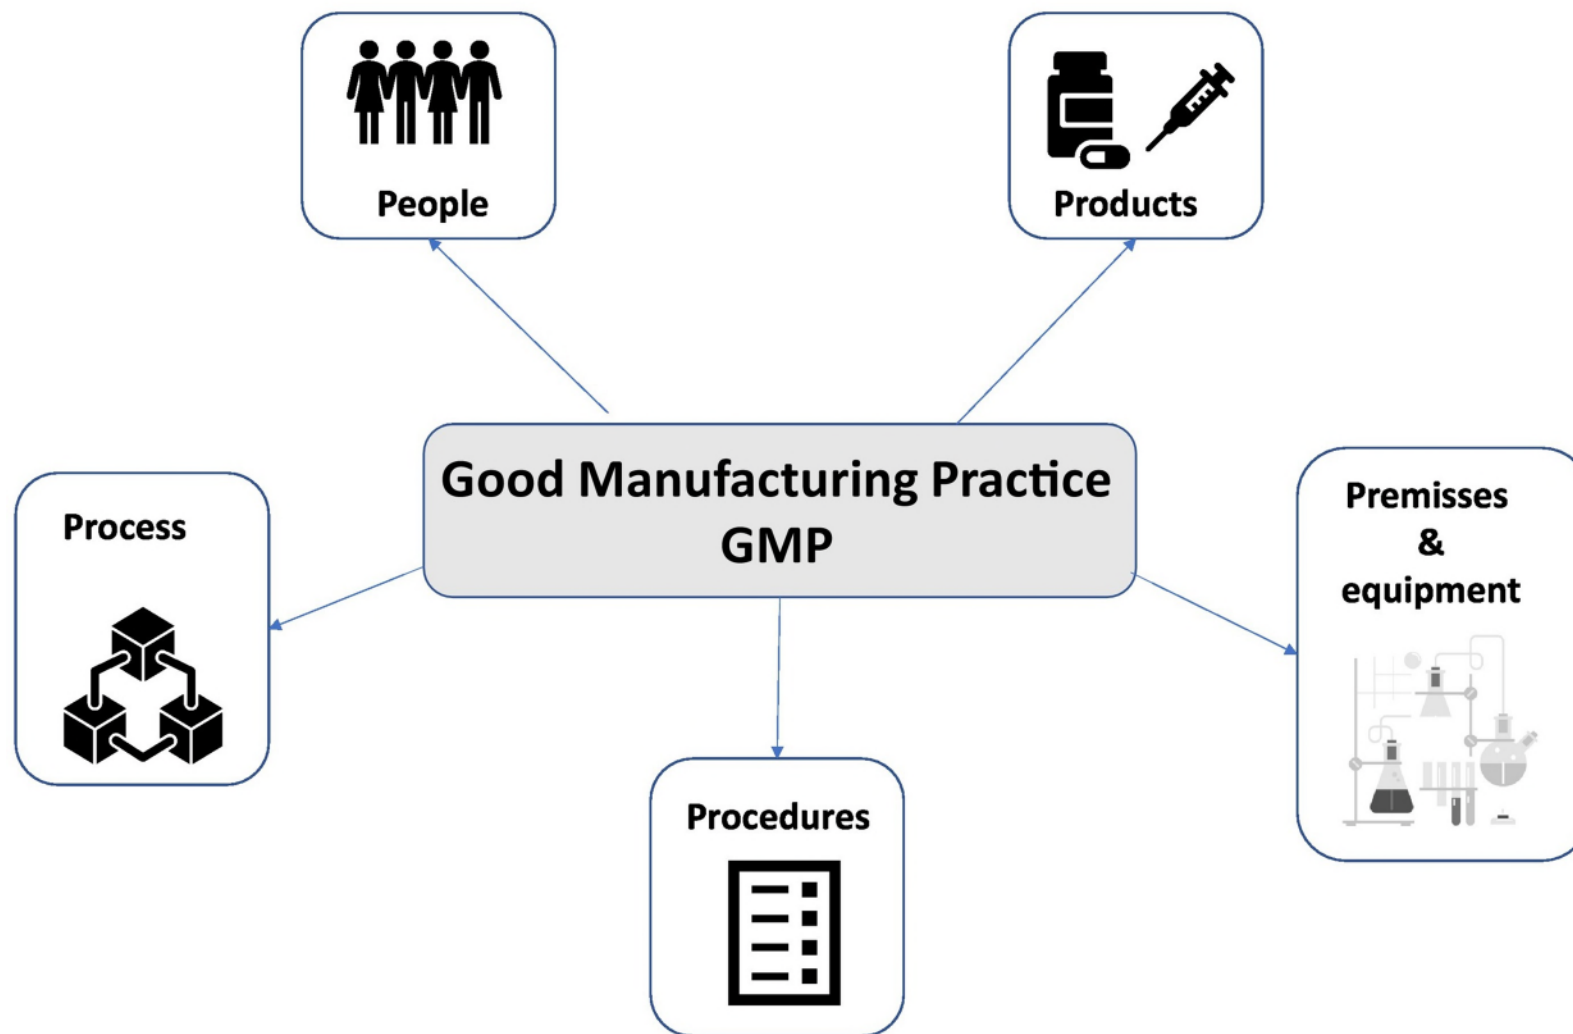 People
Products
Good Manufacturing Practice
GMP
Process
Premisses
&
equipment
Procedures